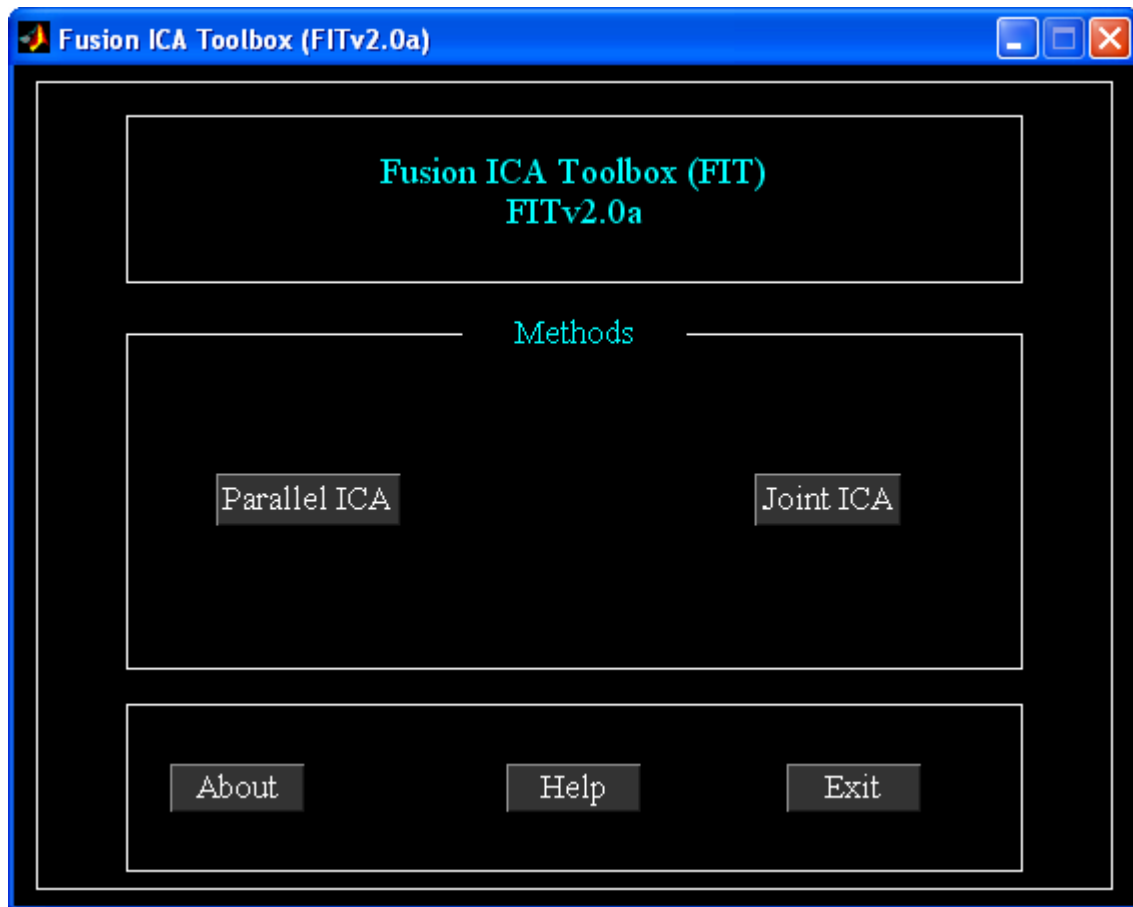 Fusion ICA Toolbox (FITv2.0a)
Fusion ICA Toolbox (FIT)
FITv2.0a
Methods
Parallel ICA
Joint ICA
About
Help
Exit